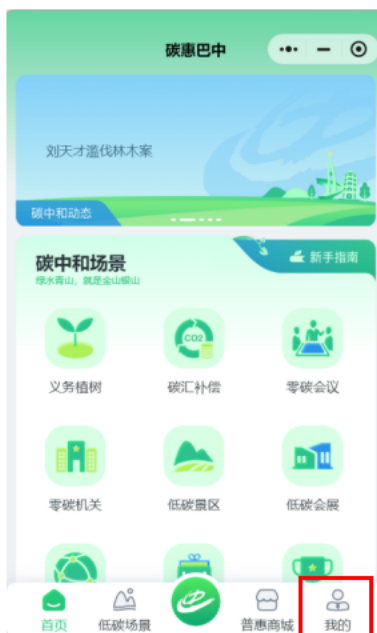 碳惠巴中
刘天才滥伐林木案
碳中和动态
碳中和场景
新手指南
绿水青山，就是金山银山
义务植树
CO2
碳汇补偿
零碳会议
零碳机关
低碳景区
低碳会展
首页
低碳场景
普惠商城
我的